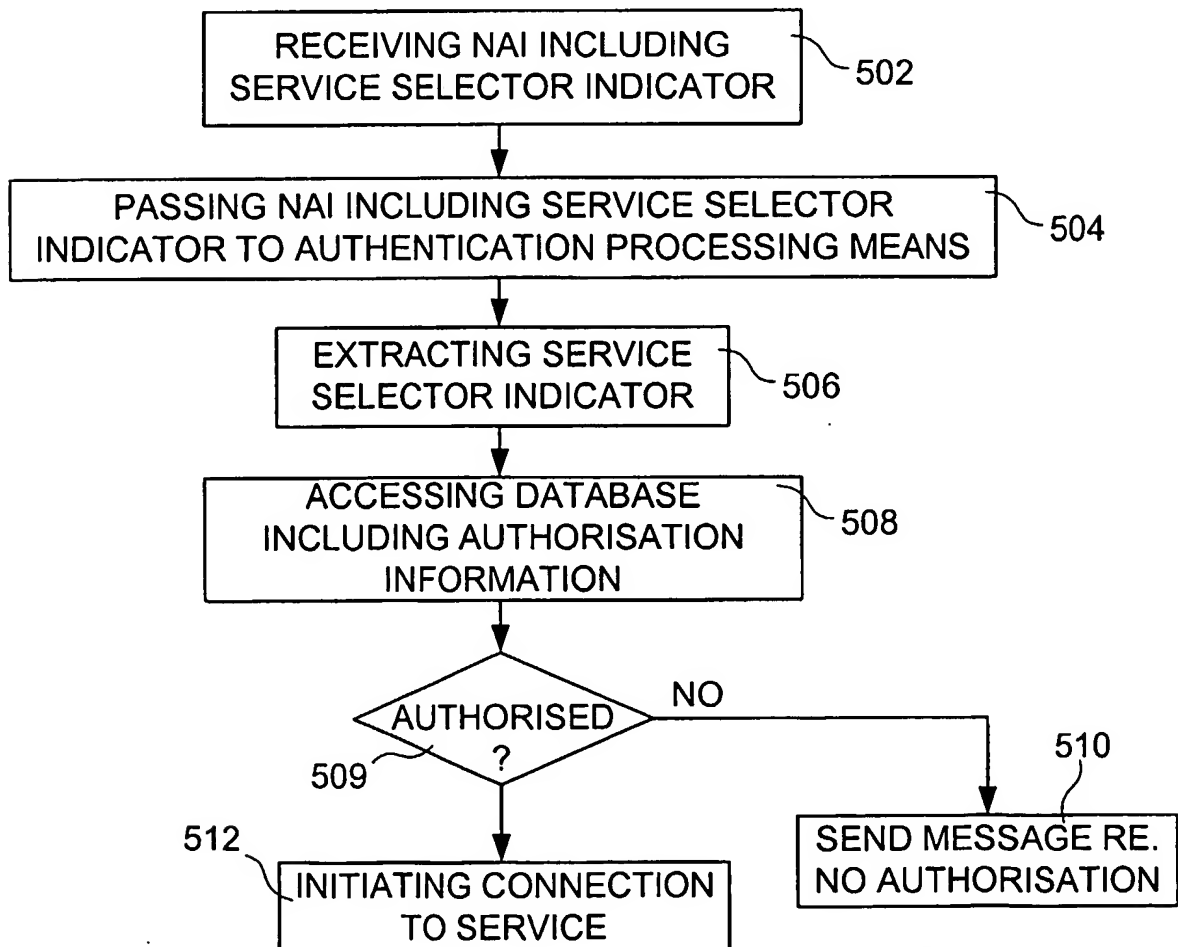 RECEIVING NAI INCLUDING
SERVICE SELECTOR INDICATOR
502
PASSING NAI INCLUDING SERVICE SELECTOR
INDICATOR TO AUTHENTICATION PROCESSING MEANS
504
EXTRACTING SERVICE
SELECTOR INDICATOR
506
ACCESSING DATABASE
INCLUDING AUTHORISATION
INFORMATION
508
AUTHORISED
?
509
NO
510
SEND MESSAGE RE.
NO AUTHORISATION
512
INITIATING CONNECTION
TO SERVICE